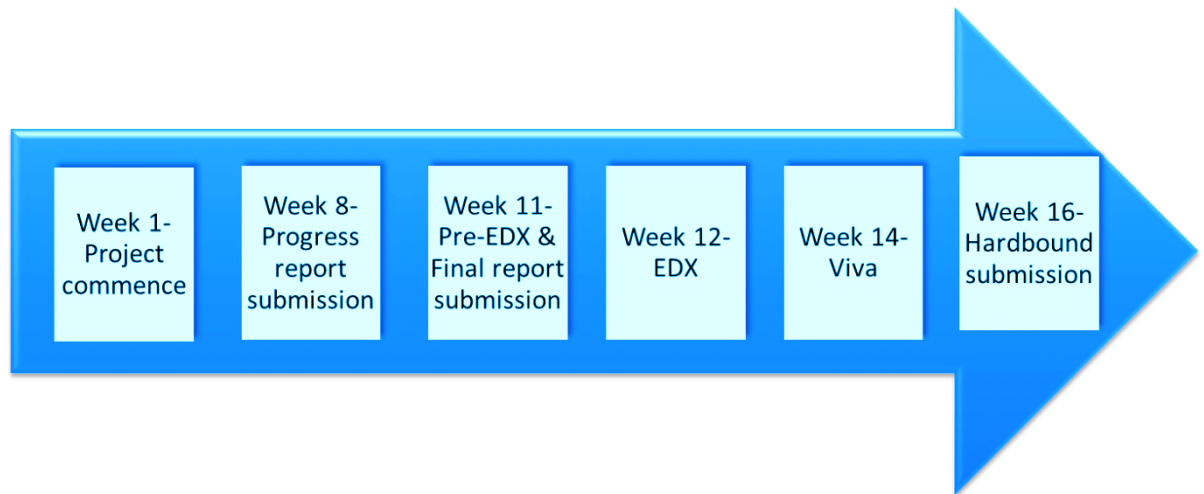 Week 1-
Project
commence
Week 8-
Progress
report
submission
Week 11-
Pre-EDX &
Final report
submission
Week 12-
EDX
Week 14-
Viva
Week 16-
Hardbound
submission